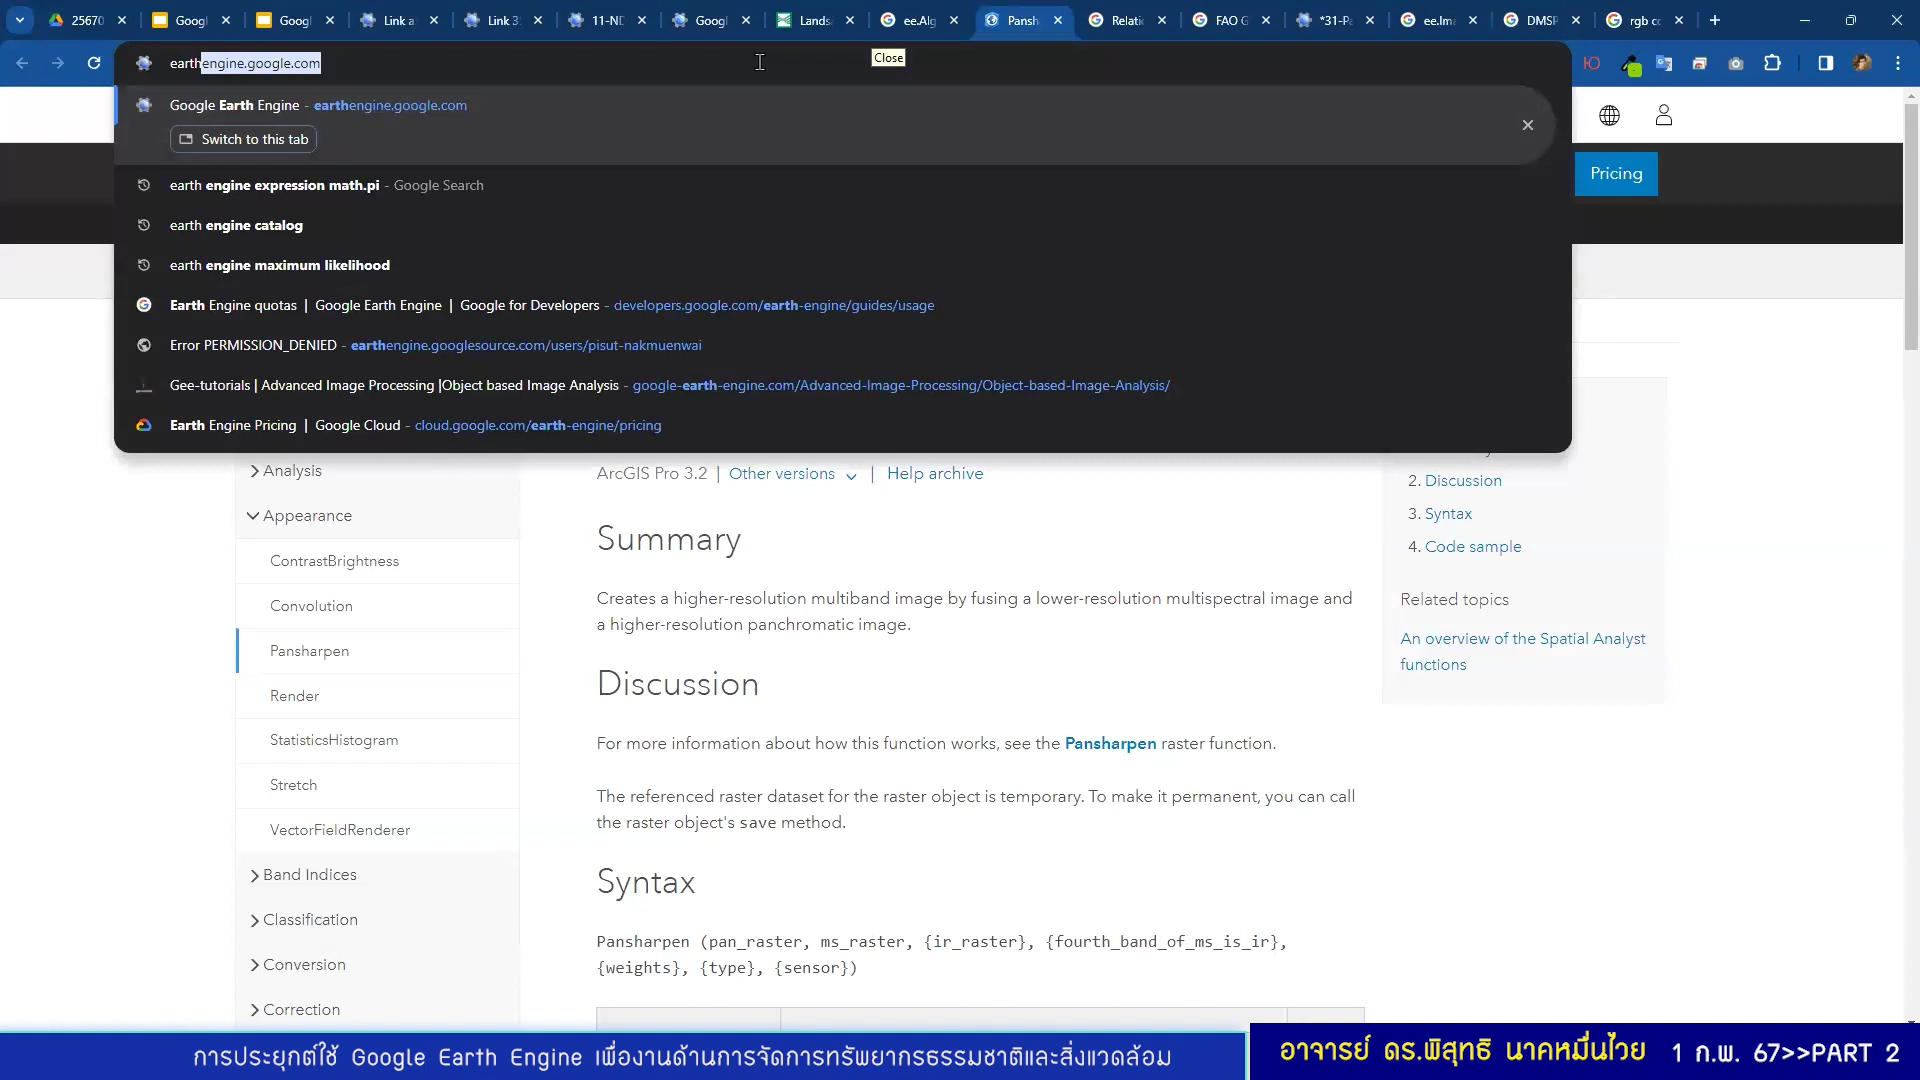 25670
Googl
Googl
Link a
Link 3
11-ND
Googl
Lands
ee.Alg
Pansh
Relati
FAO G
*31-Pa
ee.Ima
DMSP
rgb co
earthengine.google.com
Close
Google Earth Engine - earthengine.google.com
Switch to this tab
earth engine expression math.pi - Google Search
Pricing
earth engine catalog
earth engine maximum likelihood
Earth Engine quotas | Google Earth Engine | Google for Developers - developers.google.com/earth-engine/guides/usage
Error PERMISSION_DENIED - earthengine.googlesource.com/users/pisut-nakmuenwai
Gee-tutorials | Advanced Image Processing |Object based Image Analysis - google-earth-engine.com/Advanced-Image-Processing/Object-based-Image-Analysis/
Earth Engine Pricing | Google Cloud - cloud.google.com/earth-engine/pricing
Analysis
Appearance
ContrastBrightness
Convolution
Pansharpen
Render
StatisticsHistogram
Stretch
VectorFieldRenderer
Band Indices
Classification
Conversion
Correction
ArcGIS Pro 3.2 | Other versions | Help archive
Summary
Creates a higher-resolution multiband image by fusing a lower-resolution multispectral image and
a higher-resolution panchromatic image.
Discussion
For more information about how this function works, see the Pansharpen raster function.
The referenced raster dataset for the raster object is temporary. To make it permanent, you can call
the raster object's save method.
Syntax
Pansharpen (pan_raster, ms_raster, {ir_raster}, {fourth_band_of_ms_is_ir},
{weights}, {type}, {sensor})
2. Discussion
3. Syntax
4. Code sample
Related topics
An overview of the Spatial Analyst
functions
การประยุกต์ใช้ Google Earth Engine เพื่องานด้านการจัดการทรัพยากรธรรมชาติและสิ่งแวดล้อม
อาจารย์ ดร.พิสุทธิ นาคหมื่นไวย 1 ก.พ. 67>>PART 2